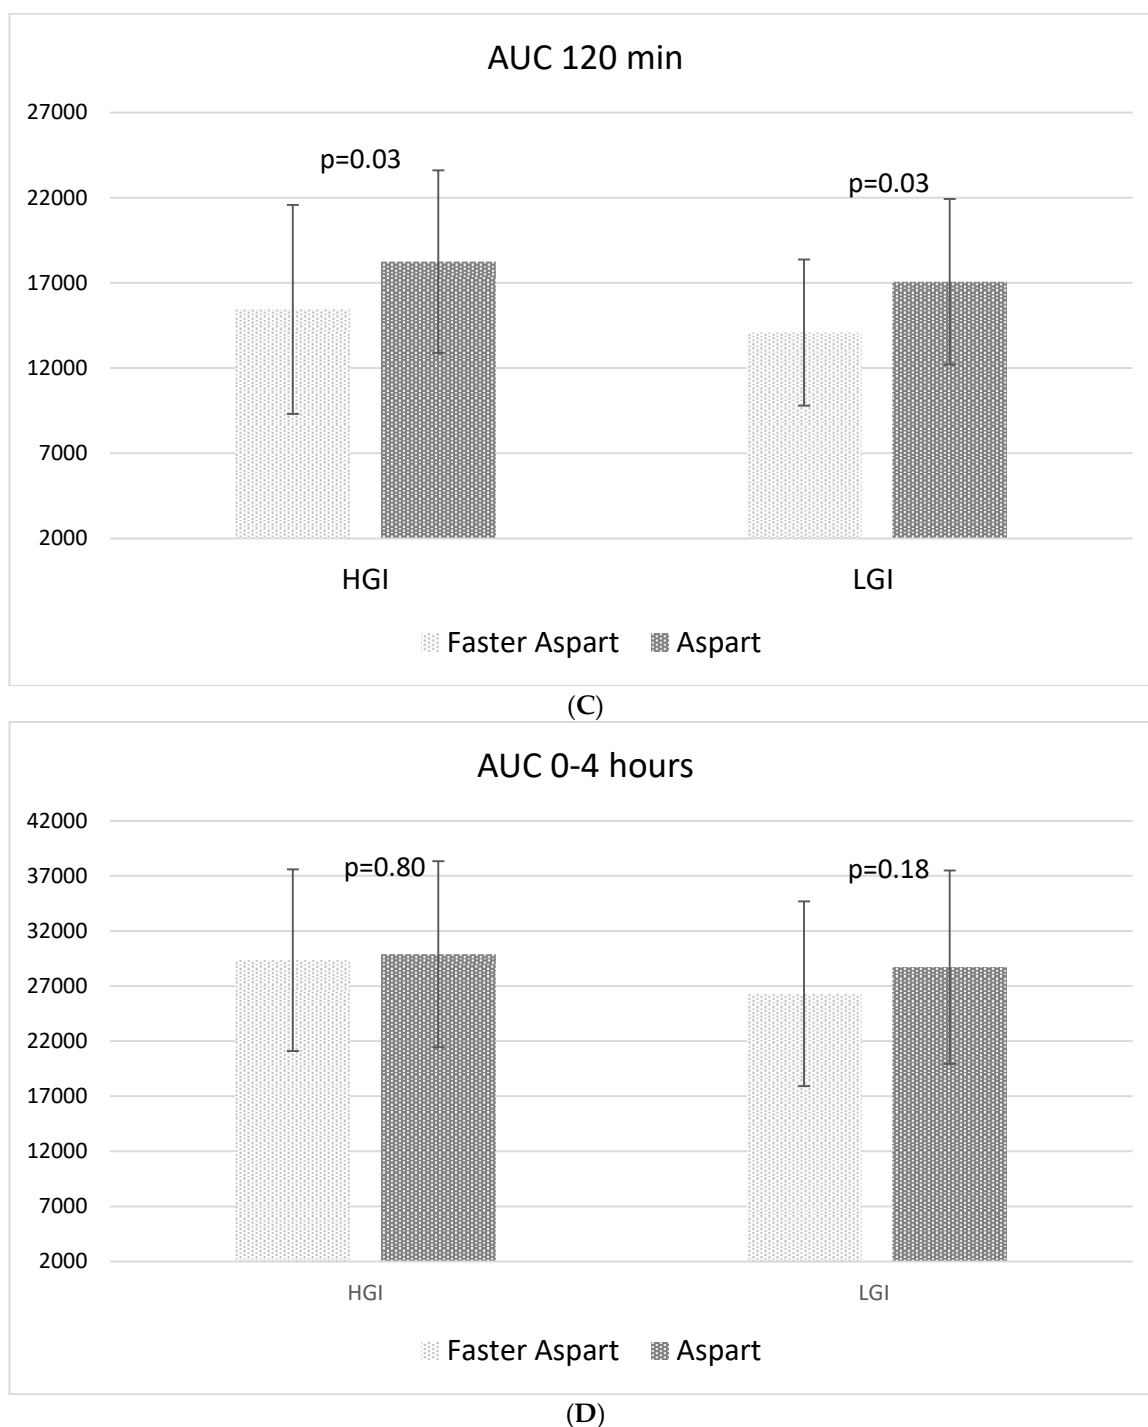 AUC 120 min
27000
p=0.03
p=0.03
22000
17000
12000
7000
2000
HGI LGI
Faster Aspart Aspart
(C)
AUC 0-4 hours
42000
p=0.80 p=0.18
37000
32000
27000
22000
17000
12000
7000
2000
HGI LGI
Faster Aspart Aspart
(D)